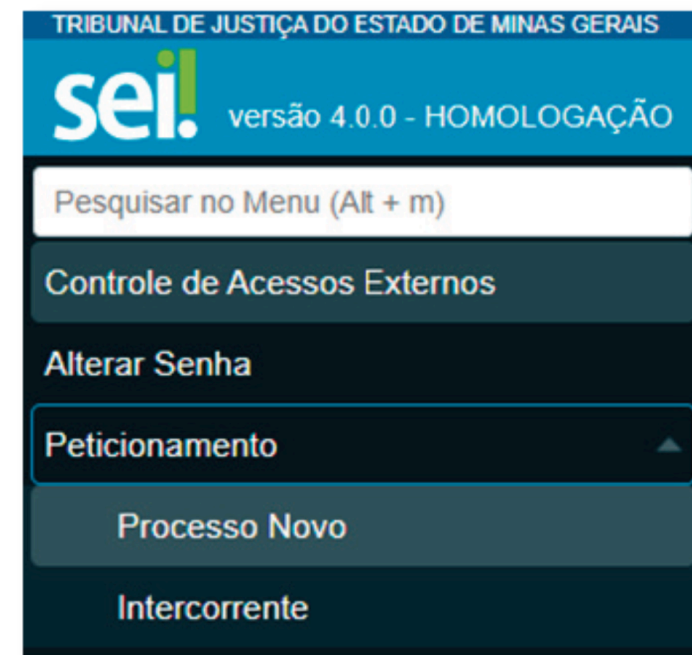 TRIBUNAL DE JUSTIÇA DO ESTADO DE MINAS GERAIS
sei! versão 4.0.0 - HOMOLOGAÇÃO
Pesquisar no Menu (Alt + m)
Controle de Acessos Externos
Alterar Senha
Peticionamento
Processo Novo
Intercorrente